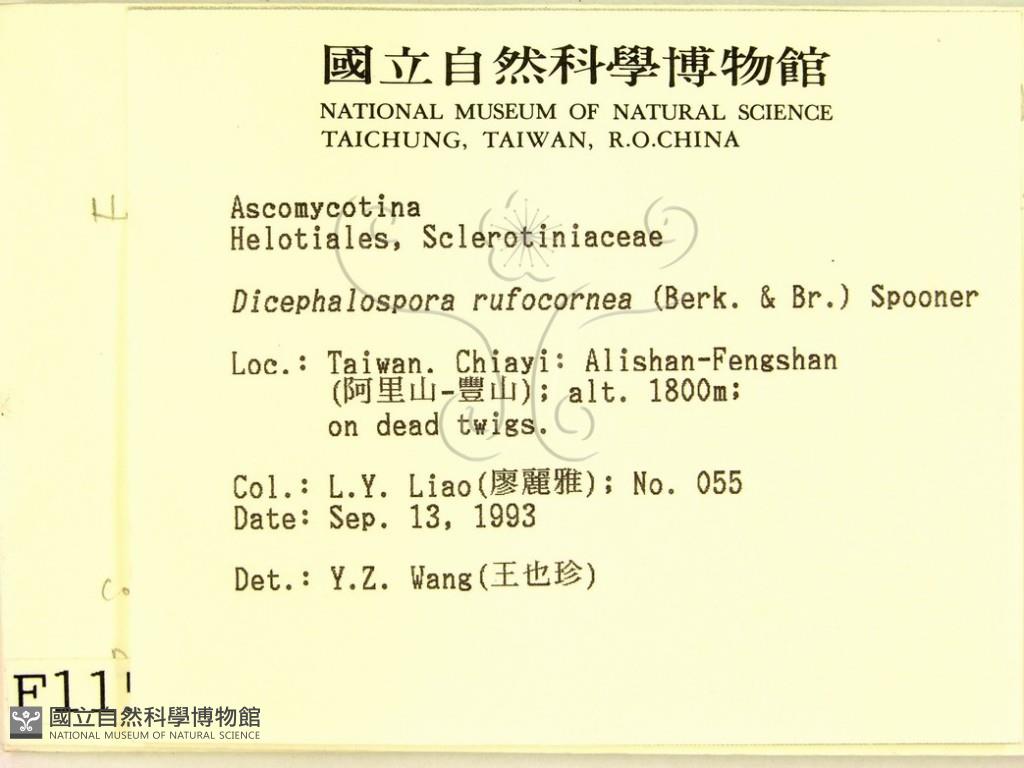 國立自然科學博物館
NATIONAL MUSEUM OF NATURAL SCIENCE
TAICHUNG, TAIWAN, R.O.CHINA
Ascomycotina
Helotiales, Sclerotiniaceae
Dicephalospora rufocornea (Berk. & Br.) Spooner
Loc.: Taiwan. Chiayi: Alishan-Fengshan
(阿里山-豐山); alt. 1800m;
on dead twigs.
Col.: L.Y. Liao(廖麗雅); No. 055
Date: Sep. 13, 1993
Det.: Y.Z. Wang(王也珍)
F11
國立自然科學博物館
NATIONAL MUSEUM OF NATURAL SCIENCE